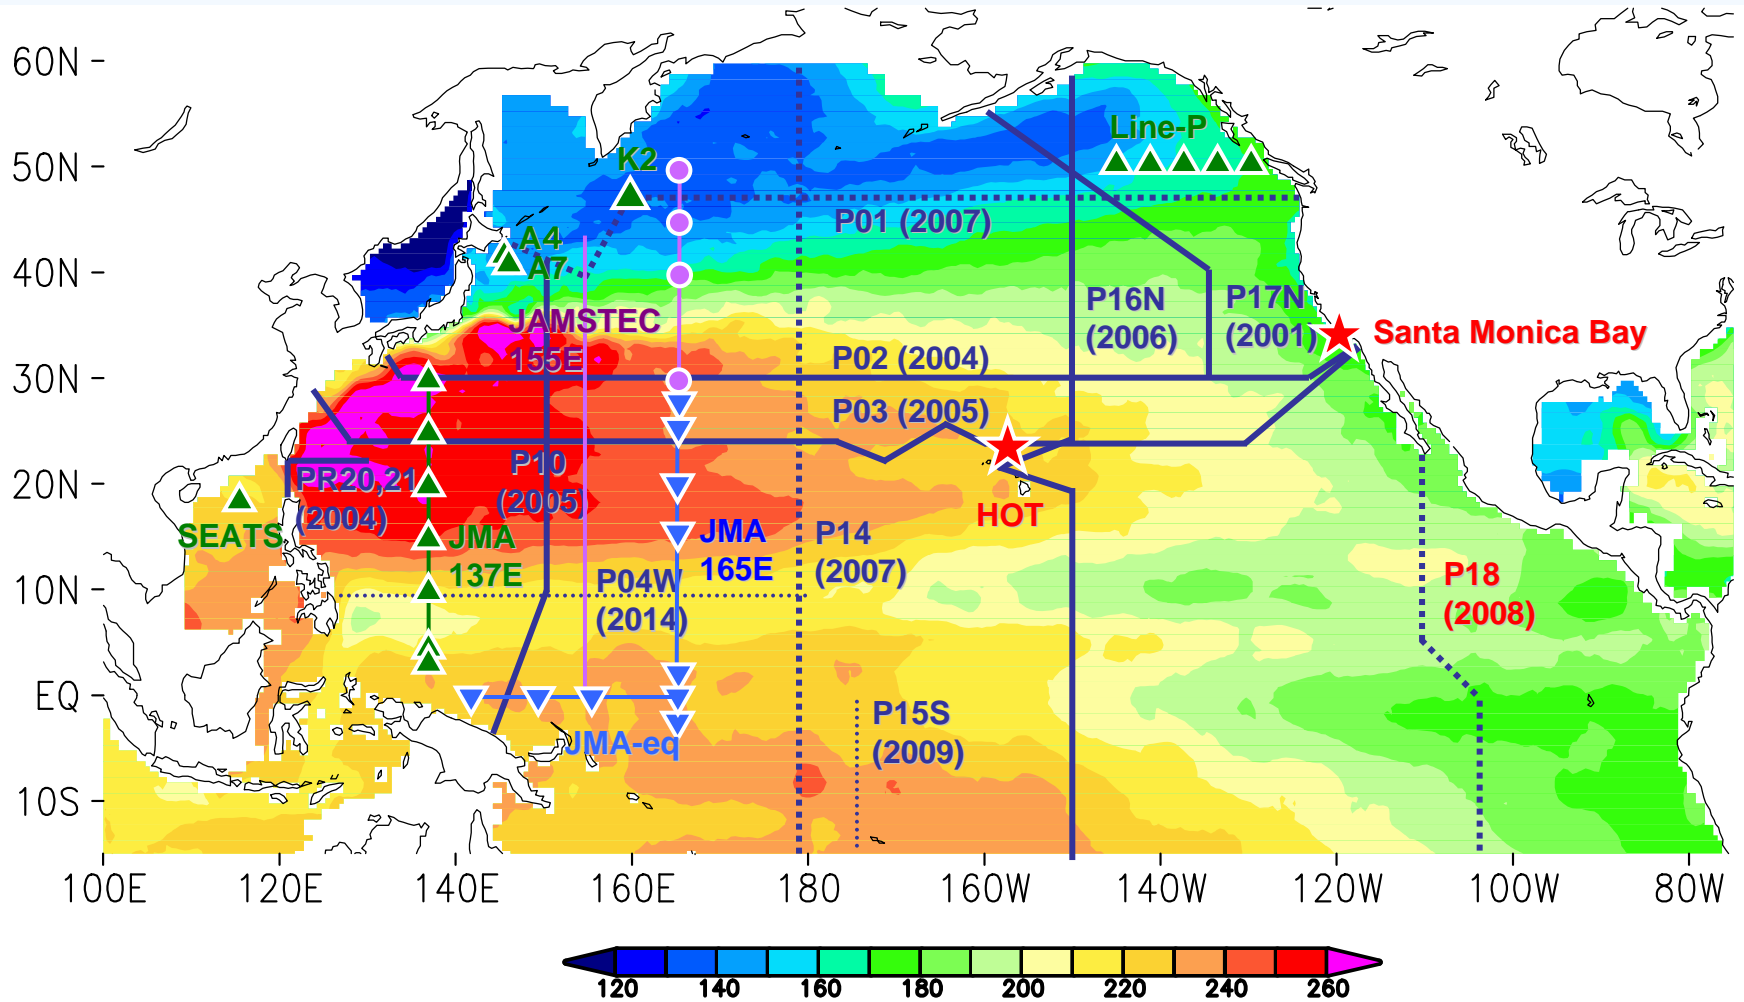 60N
50N
40N
30N
20N
10N
EQ
10S
Line-P
K2
P01 (2007)
A4
A7
P16N
(2006)
P17N
(2001)
Santa Monica Bay
JAMSTEC
155E
P02 (2004)
P03 (2005)
PR20,21
(2004)
P10
(2005)
HOT
SEATS
JMA
137E
JMA
165E
P14
(2007)
P04W
(2014)
P18
(2008)
P15S
(2009)
JMA-eq
100E 120E 140E 160E 180 160W 140W 120W 100W 80W
120 140 160 180 200 220 240 260